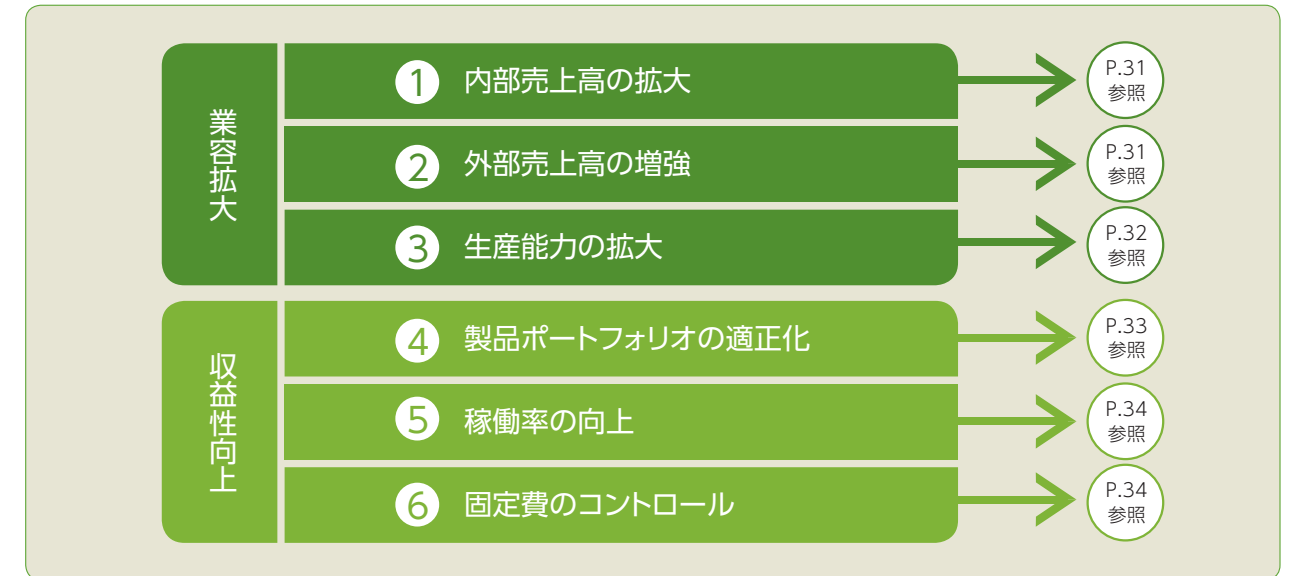 業容拡大
1 内部売上高の拡大
P.31
参照
2 外部売上高の増強
P.31
参照
3 生産能力の拡大
P.32
参照
収益性向上
4 製品ポートフォリオの適正化
P.33
参照
5 稼働率の向上
P.34
参照
6 固定費のコントロール
P.34
参照